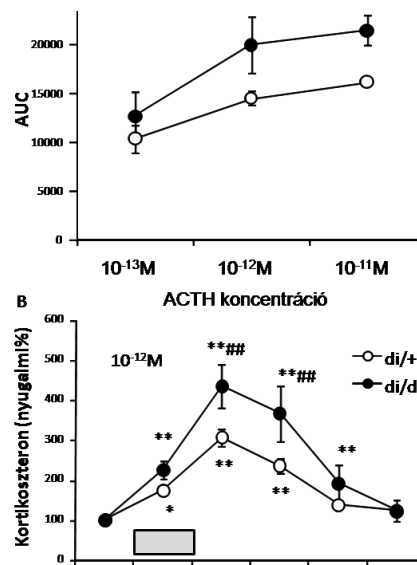 20000
15000
10000
5000
0
AUC
10⁻¹³M 10⁻¹²M 10⁻¹¹M
ACTH koncentráció
B
600
500
400
300
200
100
0
Kortikoszteron (nyugalmi%)
10⁻¹²M
**##
**##
**
**
*
**
**
di/+
di/d